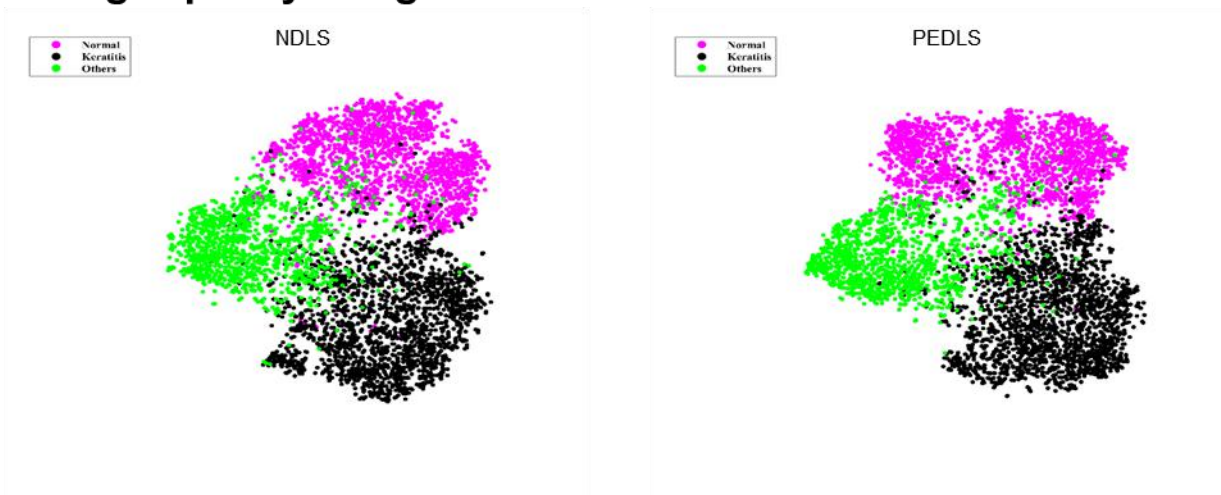 NDLS
Normal
Keratitis
Others
PEDLS
Normal
Keratitis
Others